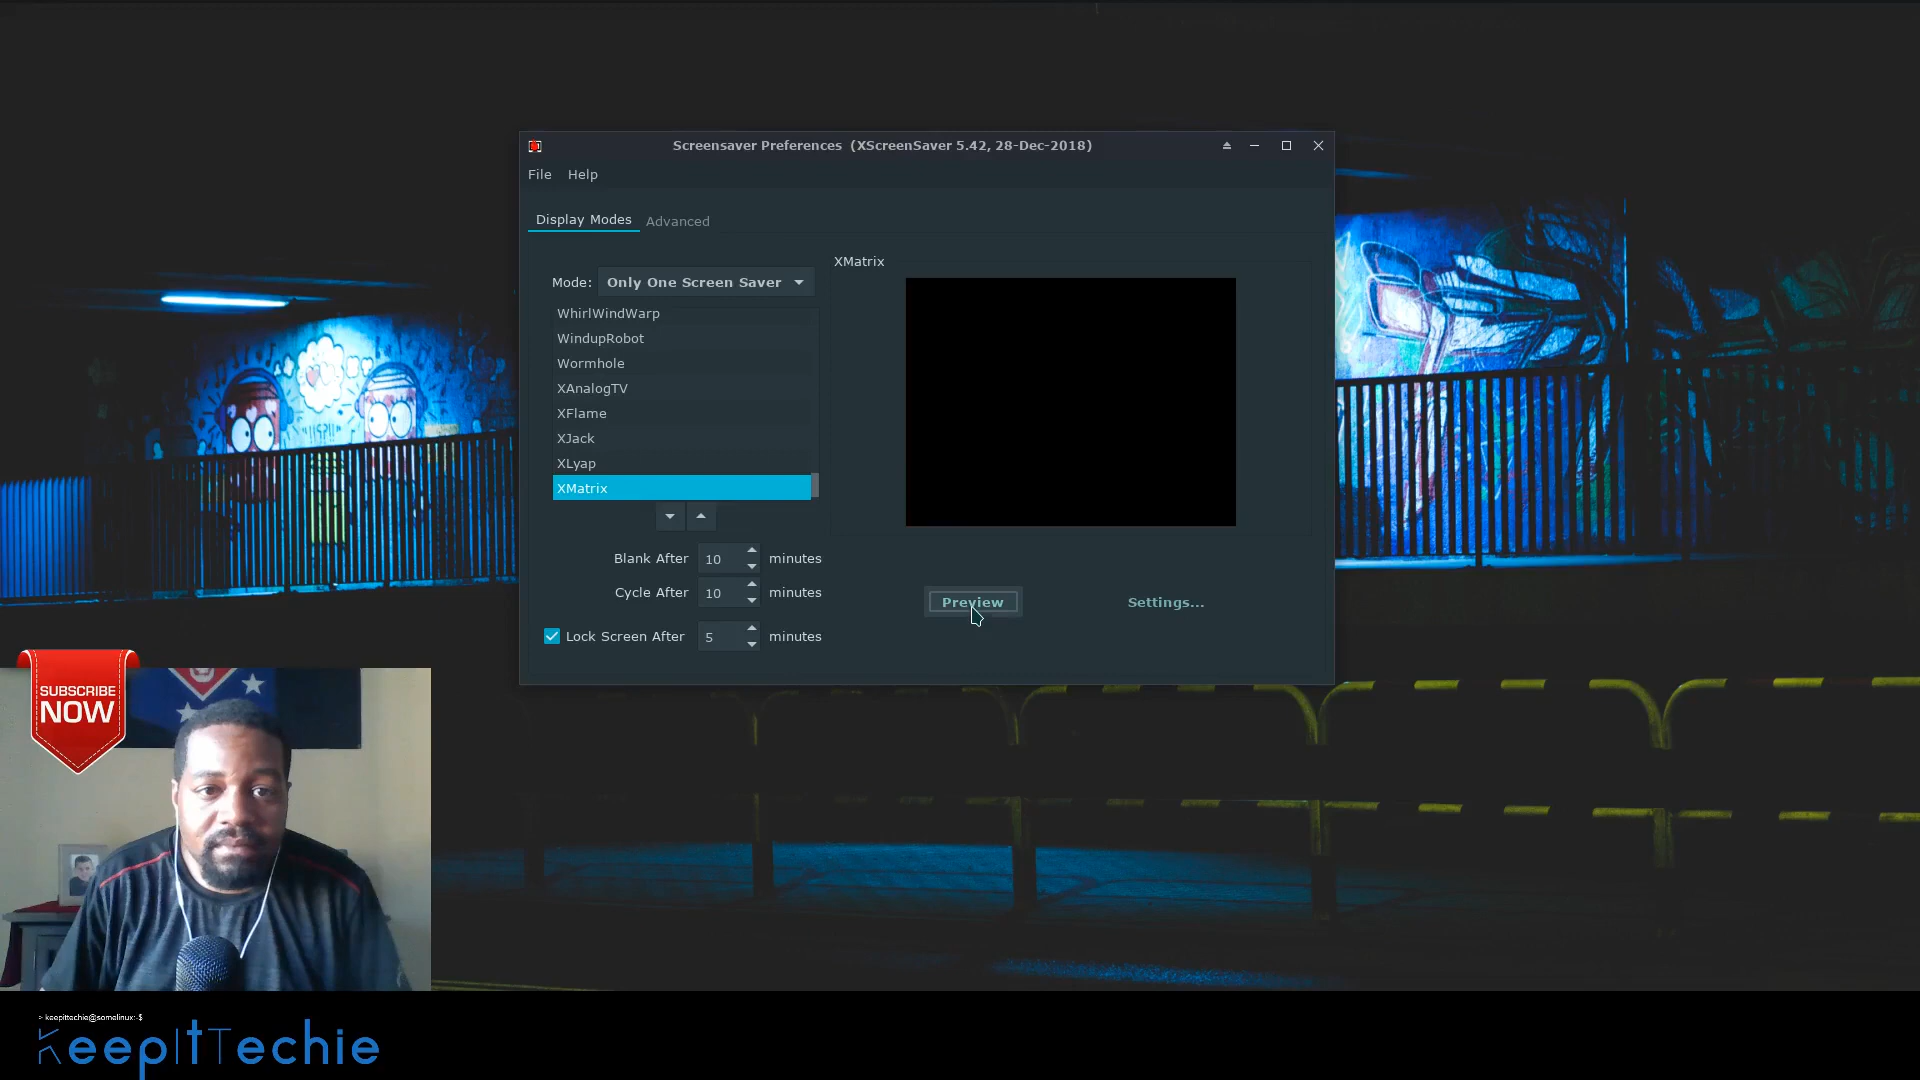 Screensaver Preferences  (XScreenSaver 5.42, 28-Dec-2018)
File Help
Display Modes Advanced
Mode: Only One Screen Saver
WhirlWindWarp
WindupRobot
Wormhole
XAnalogTV
XFlame
XJack
XLyap
XMatrix
Blank After 10 minutes
Cycle After 10 minutes
Lock Screen After 5 minutes
XMatrix
Preview Settings...
SUBSCRIBE
NOW
> keepittechie@somelinux:-$
KeepItTechie